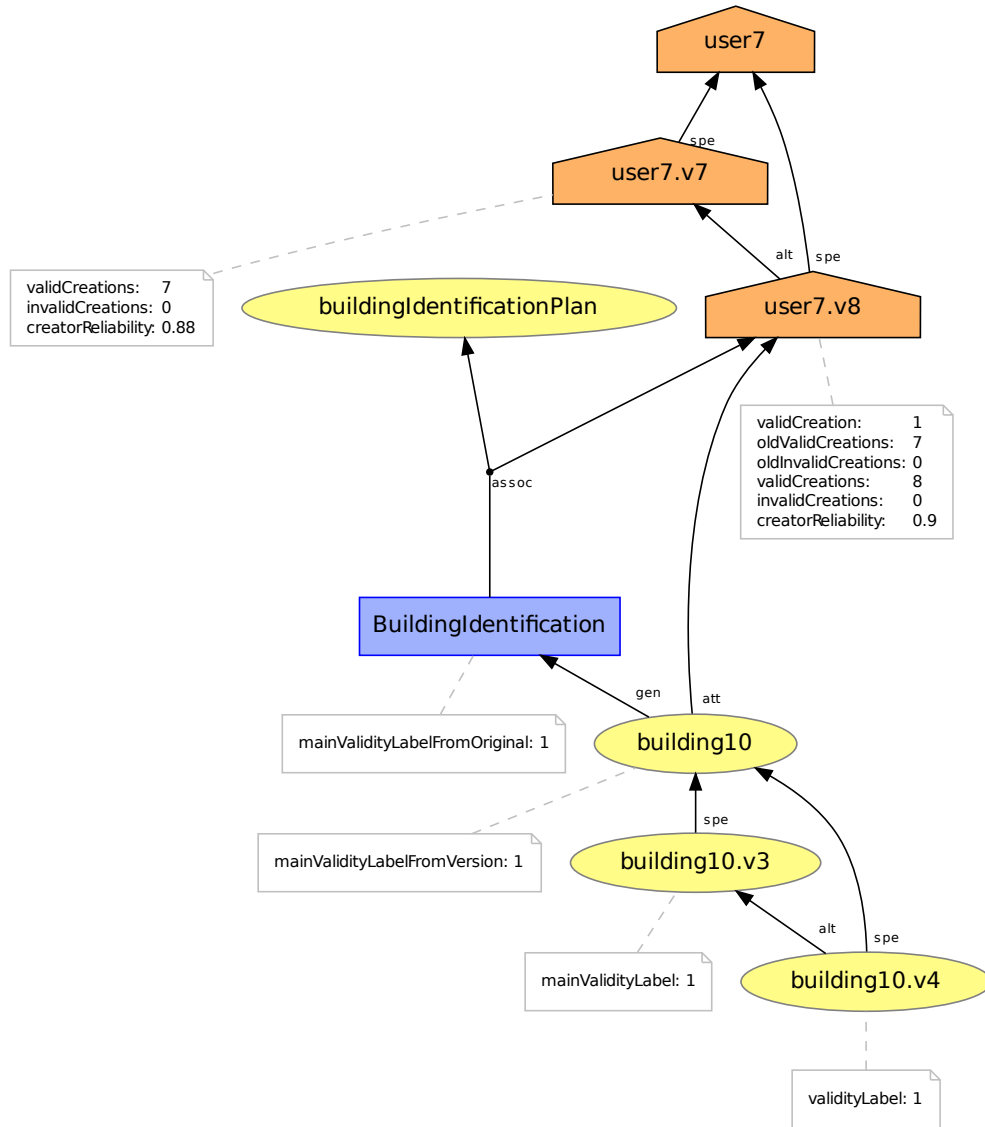 user7
spe
user7.v7
alt
spe
validCreations: 7
invalidCreations: 0
creatorReliability: 0.88
buildingIdentificationPlan
user7.v8
validCreation: 1
oldValidCreations: 7
oldInvalidCreations: 0
validCreations: 8
invalidCreations: 0
creatorReliability: 0.9
assoc
BuildingIdentification
gen
att
mainValidityLabelFromOriginal: 1
building10
spe
mainValidityLabelFromVersion: 1
building10.v3
alt
spe
mainValidityLabel: 1
building10.v4
validityLabel: 1